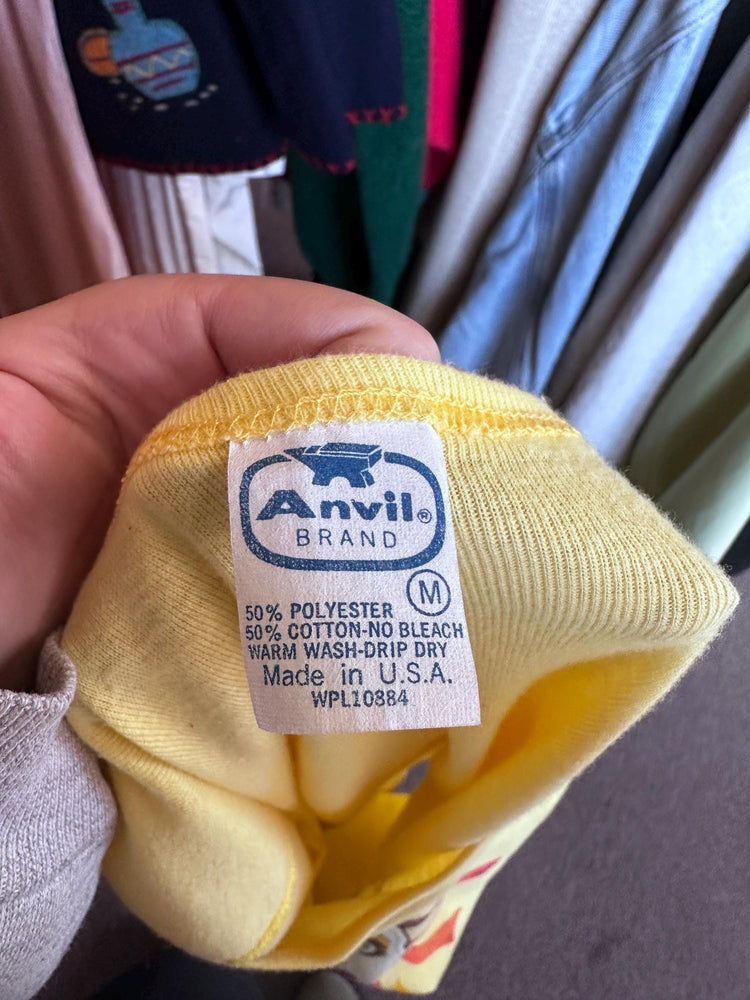 Anvil®
BRAND
M
50% POLYESTER
50% COTTON-NO BLEACH
WARM WASH-DRIP DRY
Made in U.S.A.
WPL10884